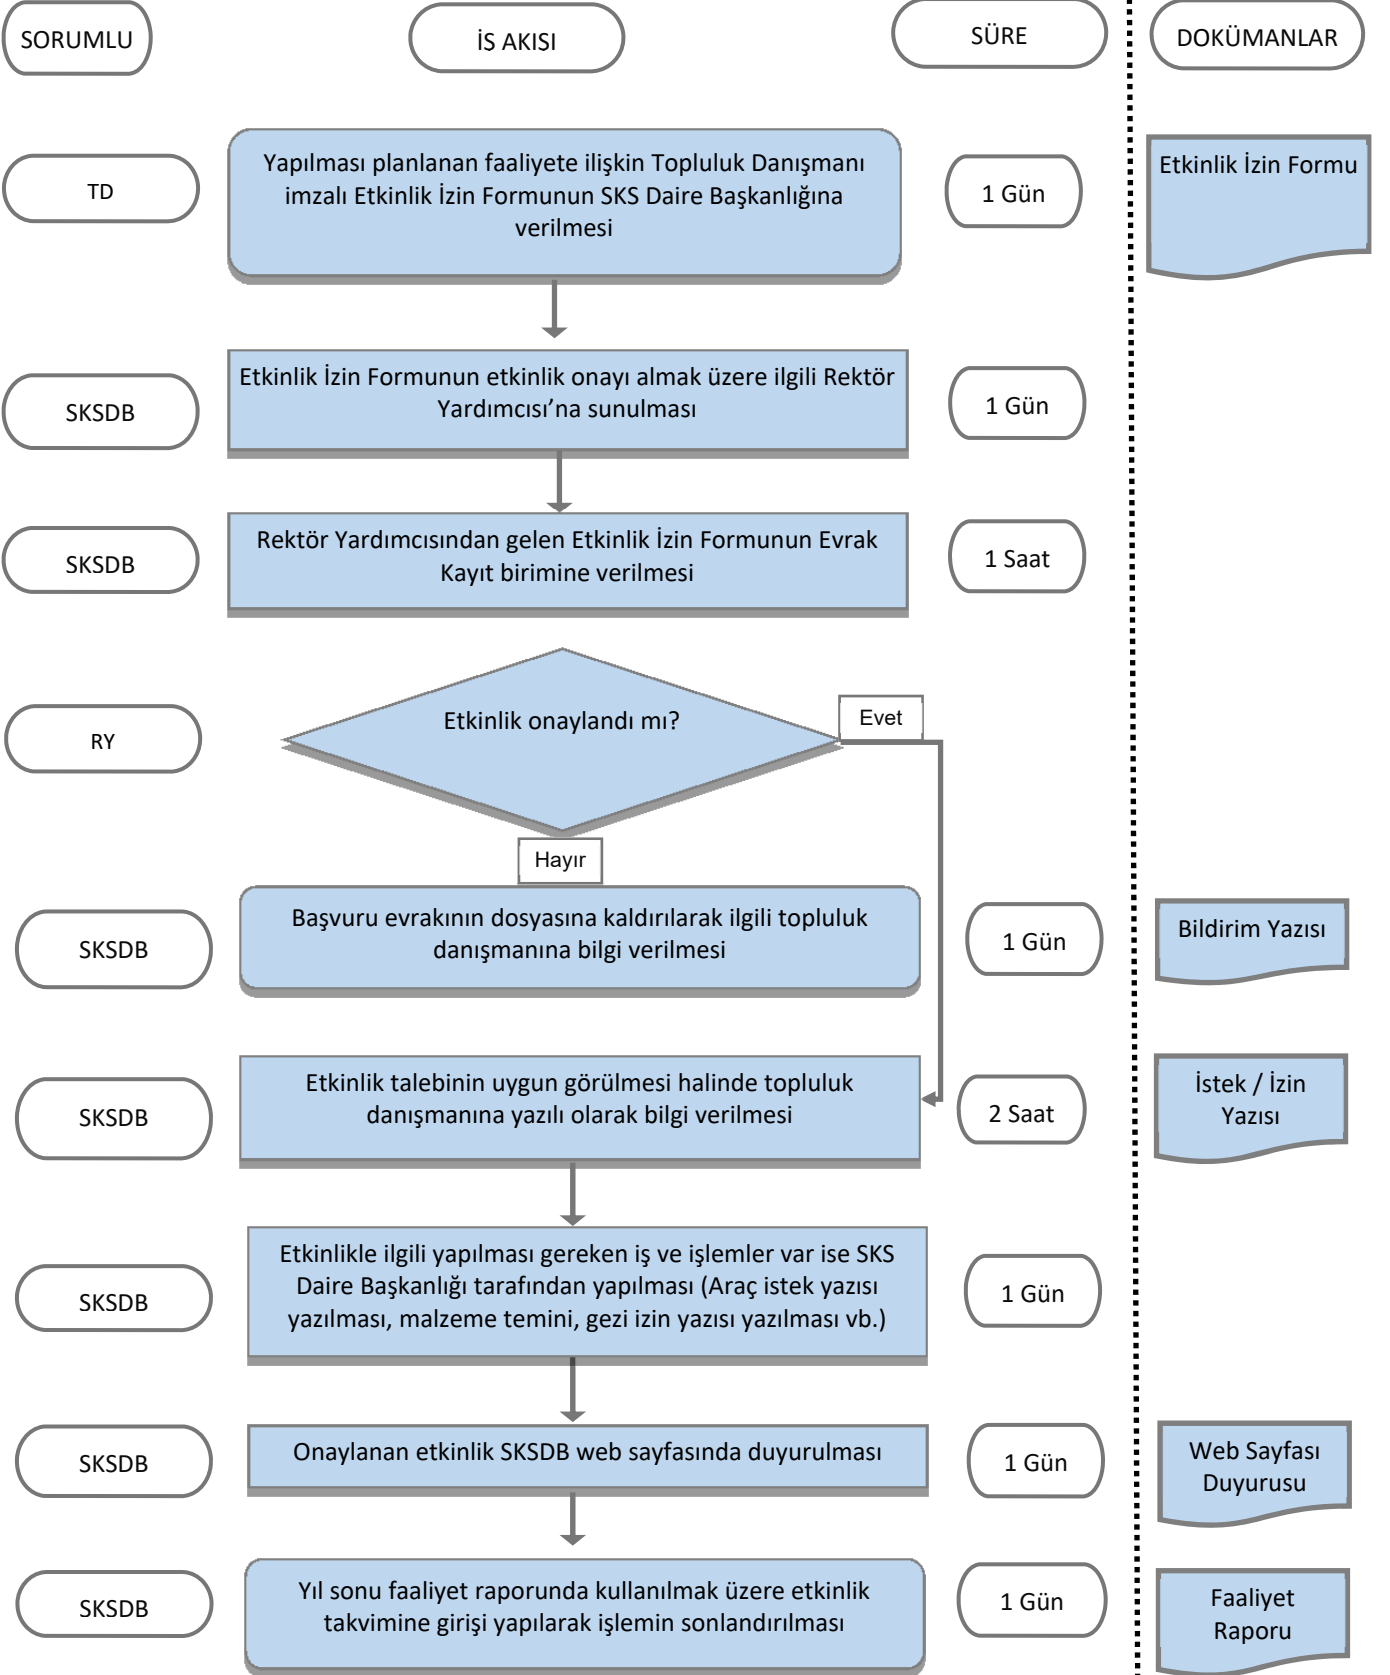 SORUMLU
İS AKISI
SÜRE
DOKÜMANLAR
TD
Yapılması planlanan faaliyete ilişkin Topluluk Danışmanı
imzalı Etkinlik İzin Formunun SKS Daire Başkanlığına
verilmesi
1 Gün
Etkinlik İzin Formu
SKSDB
Etkinlik İzin Formunun etkinlik onayı almak üzere ilgili Rektör
Yardımcısı’na sunulması
1 Gün
SKSDB
Rektör Yardımcısından gelen Etkinlik İzin Formunun Evrak
Kayıt birimine verilmesi
1 Saat
RY
Etkinlik onaylandı mı?
Evet
Hayır
SKSDB
Başvuru evrakının dosyasına kaldırılarak ilgili topluluk
danışmanına bilgi verilmesi
1 Gün
Bildirim Yazısı
SKSDB
Etkinlik talebinin uygun görülmesi halinde topluluk
danışmanına yazılı olarak bilgi verilmesi
2 Saat
İstek / İzin
Yazısı
SKSDB
Etkinlikle ilgili yapılması gereken iş ve işlemler var ise SKS
Daire Başkanlığı tarafından yapılması (Araç istek yazısı
yazılması, malzeme temini, gezi izin yazısı yazılması vb.)
1 Gün
SKSDB
Onaylanan etkinlik SKSDB web sayfasında duyurulması
1 Gün
Web Sayfası
Duyurusu
SKSDB
Yıl sonu faaliyet raporunda kullanılmak üzere etkinlik
takvimine girişi yapılarak işlemin sonlandırılması
1 Gün
Faaliyet
Raporu